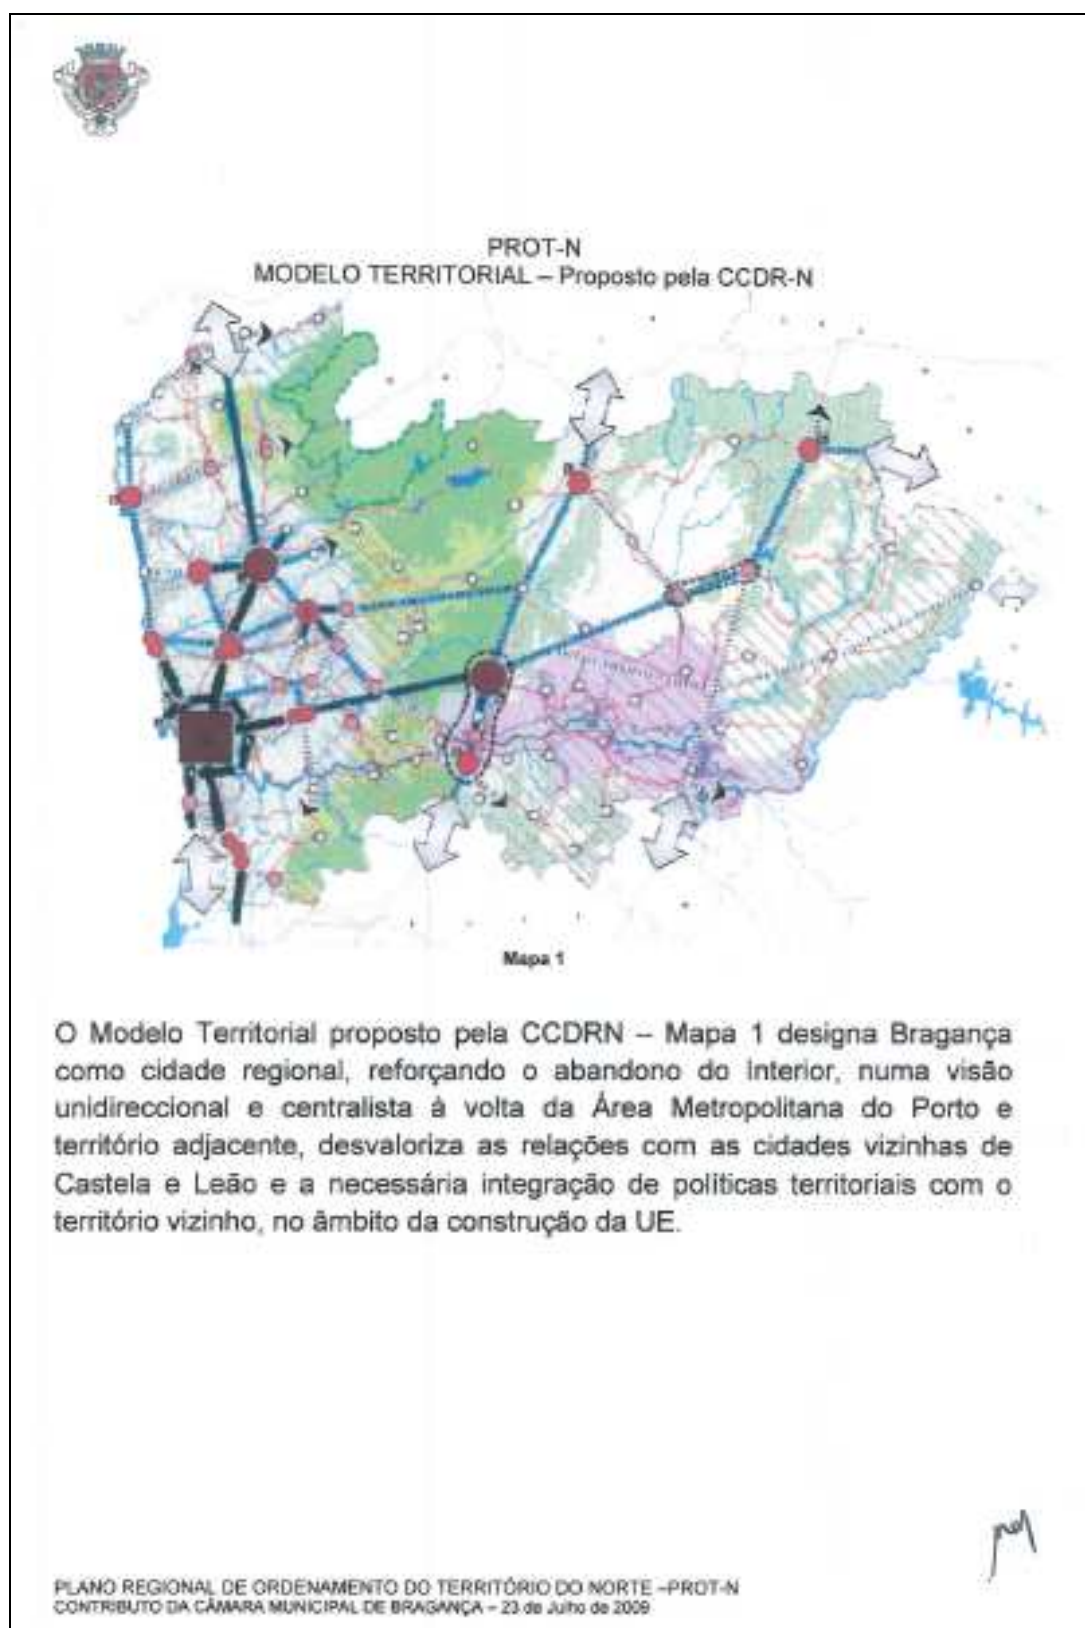 PROT-N
MODELO TERRITORIAL – Proposto pela CCDR-N
Mapa 1
O Modelo Territorial proposto pela CCDRN – Mapa 1 designa Bragança
como cidade regional, reforçando o abandono do Interior, numa visão
unidireccional e centralista à volta da Área Metropolitana do Porto e
território adjacente, desvaloriza as relações com as cidades vizinhas de
Castela e Leão e a necessária integração de políticas territoriais com o
território vizinho, no âmbito da construção da UE.
PLANO REGIONAL DE ORDENAMENTO DO TERRITÓRIO DO NORTE –PROT-N
CONTRIBUTO DA CÂMARA MUNICIPAL DE BRAGANÇA – 23 de Julho de 2009